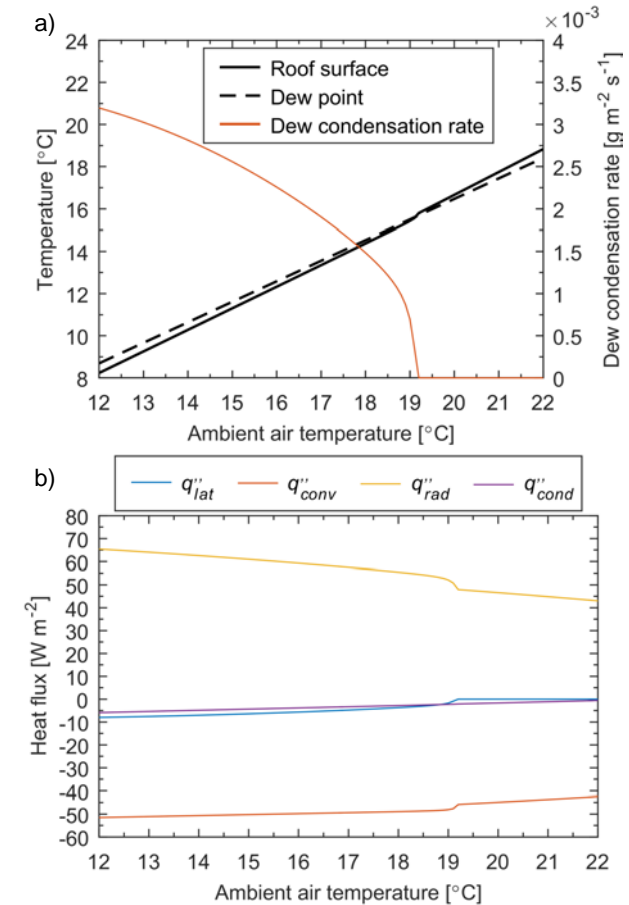 a)
×10⁻³
24
22
20
18
16
14
12
10
8
Temperature [°C]
Roof surface
Dew point
Dew condensation rate
4
3.5
3
2.5
2
1.5
1
0.5
0
Dew condensation rate [g m⁻² s⁻¹]
12 13 14 15 16 17 18 19 20 21 22
Ambient air temperature [°C]
b)
q''lat q''conv q''rad q''cond
80
70
60
50
40
30
20
10
0
-10
-20
-30
-40
-50
-60
Heat flux [W m⁻²]
12 13 14 15 16 17 18 19 20 21 22
Ambient air temperature [°C]